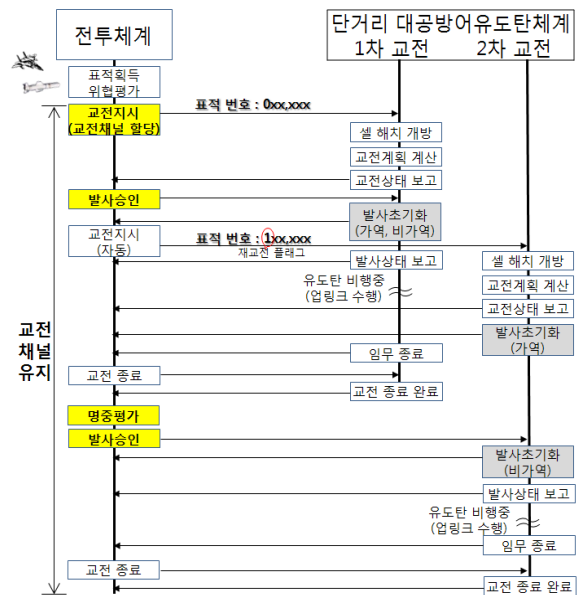 전투체계
단거리 대공방어유도탄체계
1차 교전
2차 교전
표적획득
위협평가
교전지시
(교전채널 할당)
표적 번호 : 0xx,xxx
셀 해치 개방
교전계획 계산
교전상태 보고
발사승인
발사초기화
(가역, 비가역)
교전지시
(자동)
표적 번호 : 1xx,xxx
재교전 플래그
발사상태 보고
셀 해치 개방
유도탄 비행중
(업링크 수행)
교전계획 계산
교전상태 보고
발사초기화
(가역)
교전
채널
유지
임무 종료
교전 종료
교전 종료 완료
명중평가
발사승인
발사초기화
(비가역)
발사상태 보고
유도탄 비행중
(업링크 수행)
임무 종료
교전 종료
교전 종료 완료